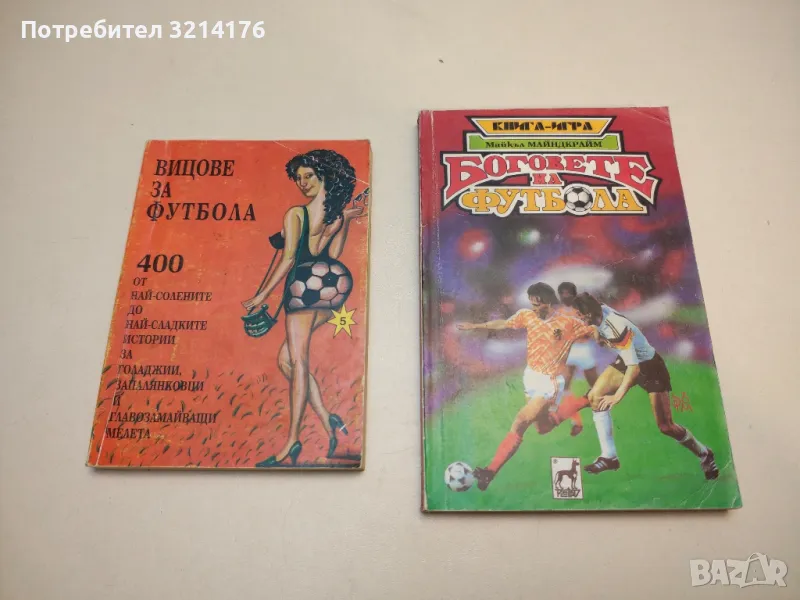 Потребител 3214176
ВИЦОВЕ
ЗА
ФУТБОЛА
400
ОТ
НАЙ-СОЛЕНИТЕ
ДО
НАЙ-СЛАДКИТЕ
ИСТОРИИ
ЗА
ГОЛАДЖИИ,
ЗАПЛЯНКОВЦИ
И
ГЛАВОЗАМАЙВАЩИ
МЕЛЕТА
5
КНИГА-ИГРА
Майкъл МАЙНДКРАЙМ
БОГОВЕТЕ
НА
ФУТБОЛА
BAZAR